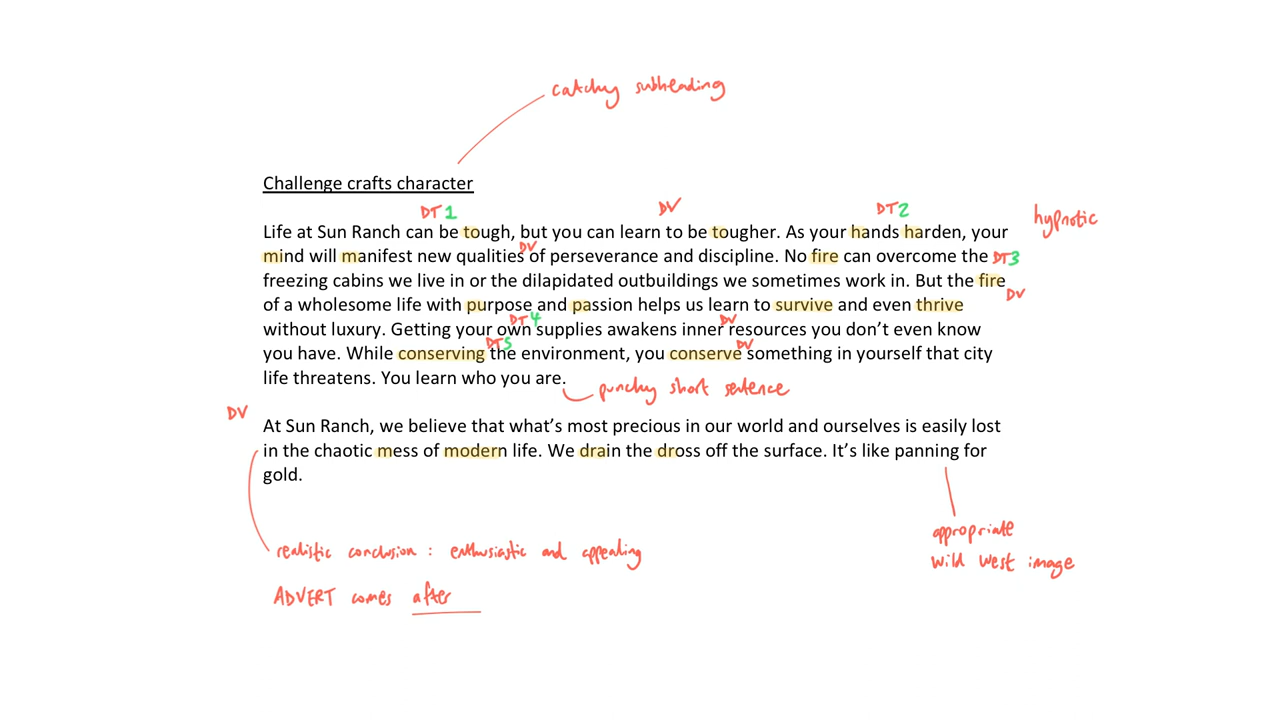 catchy subheading
Challenge crafts character
DT 1 DV DT 2
Life at Sun Ranch can be tough, but you can learn to be tougher. As your hands harden, your
hypnotic
DV
mind will manifest new qualities of perseverance and discipline. No fire can overcome the DT3
freezing cabins we live in or the dilapidated outbuildings we sometimes work in. But the fire
DV
of a wholesome life with purpose and passion helps us learn to survive and even thrive
DT 4 DV
without luxury. Getting your own supplies awakens inner resources you don't even know
DT5 DV
you have. While conserving the environment, you conserve something in yourself that city
life threatens. You learn who you are.
punchy short sentence
DV
At Sun Ranch, we believe that what's most precious in our world and ourselves is easily lost
in the chaotic mess of modern life. We drain the dross off the surface. It's like panning for
gold.
appropriate
wild west image
realistic conclusion : enthusiastic and appealing
ADVERT comes after